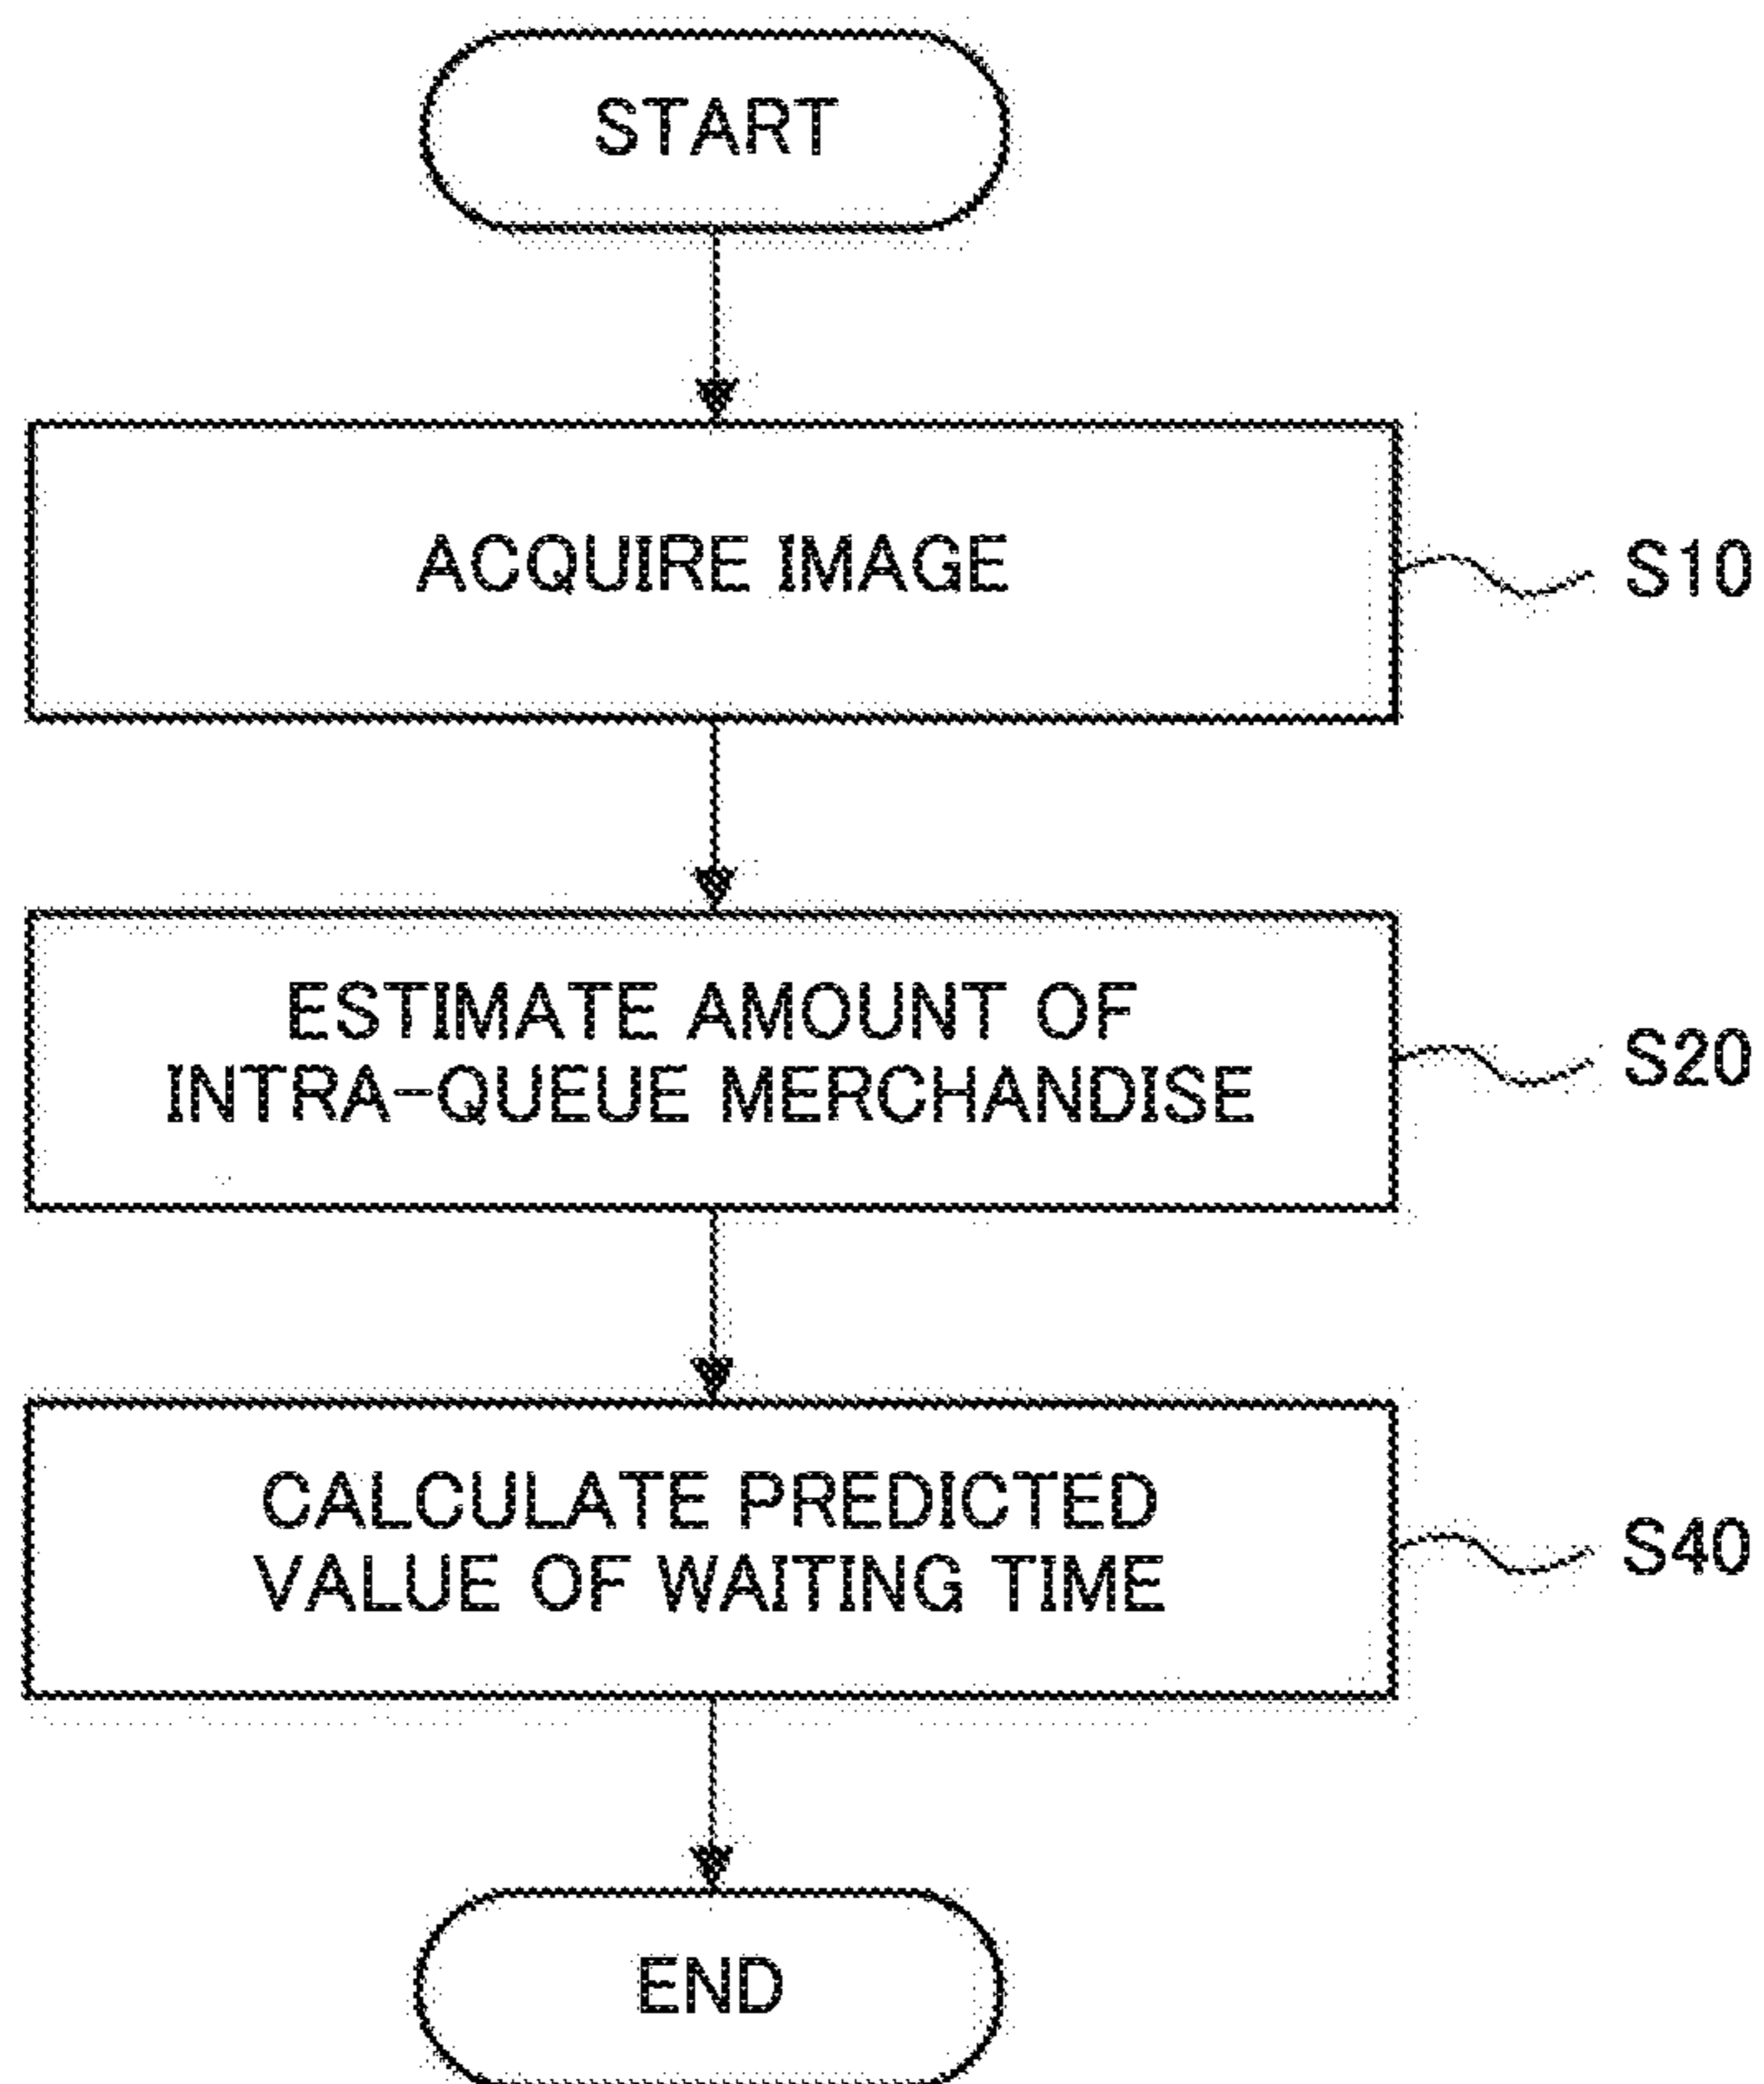 START
ACQUIRE IMAGE
S10
ESTIMATE AMOUNT OF
INTRA-QUEUE MERCHANDISE
S20
CALCULATE PREDICTED
VALUE OF WAITING TIME
S40
END